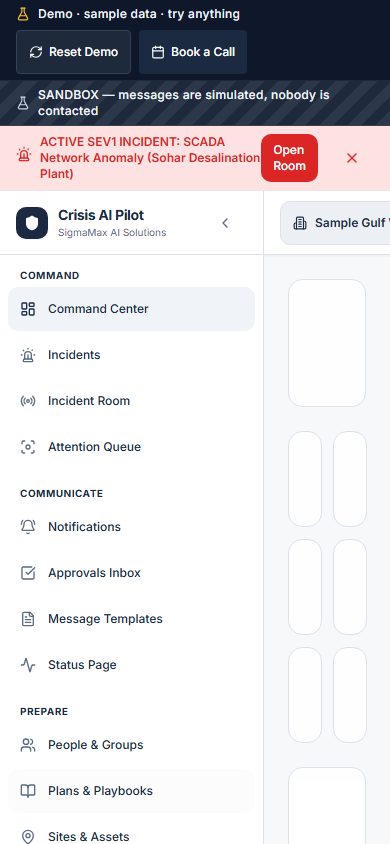 Demo · sample data · try anything
Reset Demo
Book a Call
SANDBOX — messages are simulated, nobody is
contacted
ACTIVE SEV1 INCIDENT: SCADA
Network Anomaly (Sohar Desalination
Plant)
Open
Room
Crisis AI Pilot
SigmaMax AI Solutions
Sample Gulf
COMMAND
Command Center
Incidents
Incident Room
Attention Queue
COMMUNICATE
Notifications
Approvals Inbox
Message Templates
Status Page
PREPARE
People & Groups
Plans & Playbooks
Sites & Assets